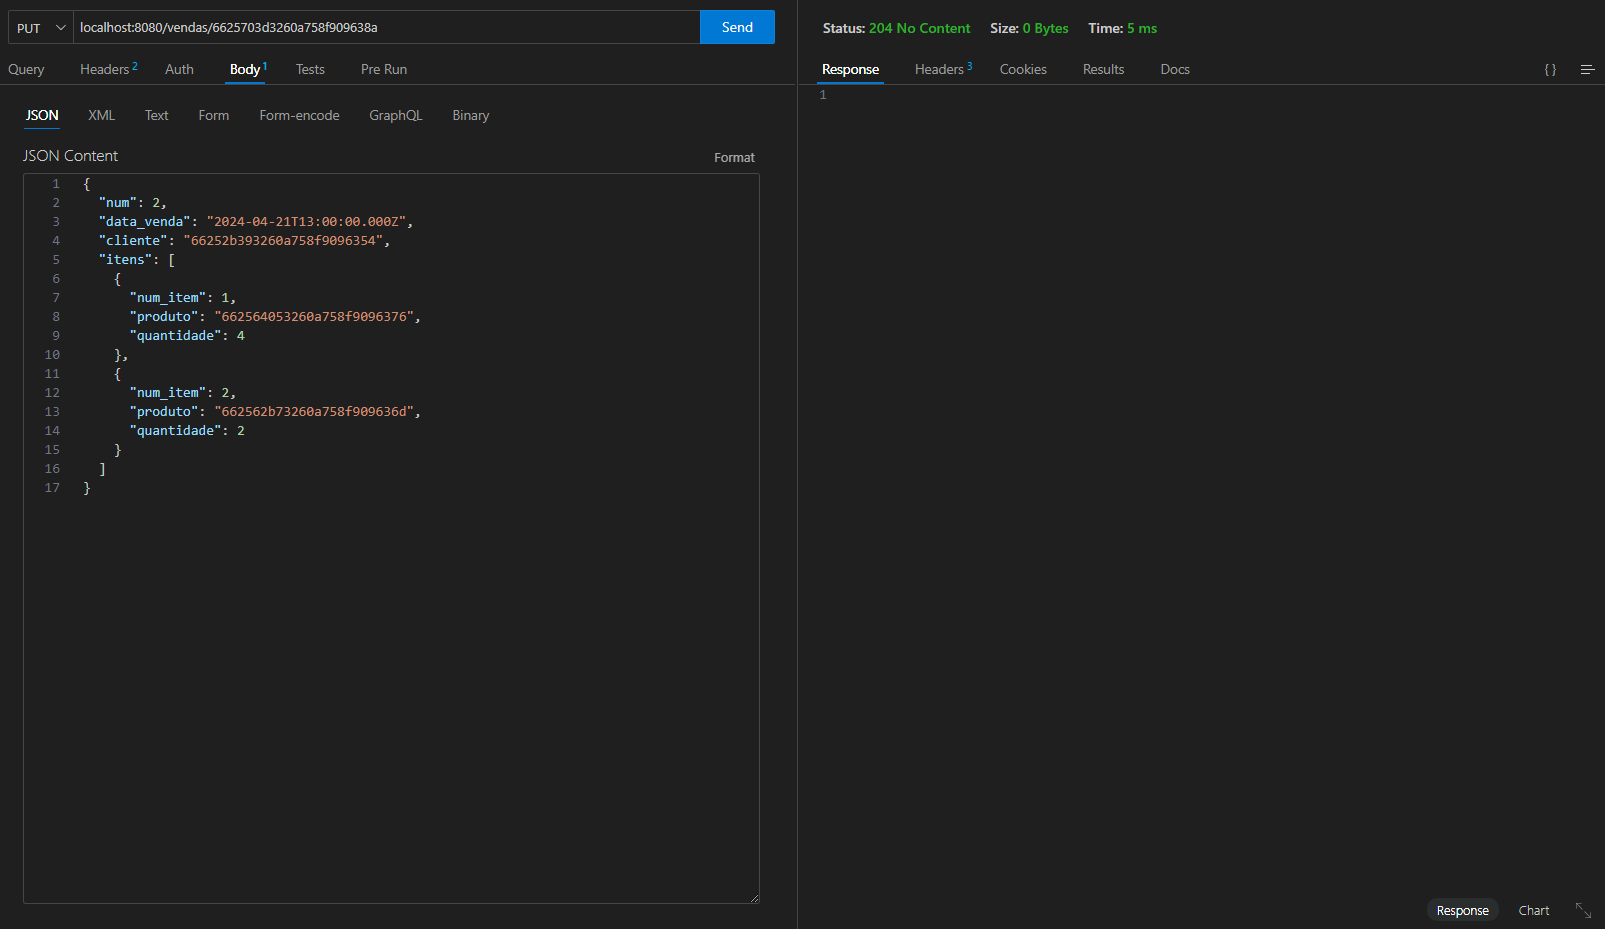 PUT localhost:8080/vendas/6625703d3260a758f909638a Send
Query Headers 2 Auth Body 1 Tests Pre Run
JSON XML Text Form Form-encode GraphQL Binary
JSON Content Format
1 {
2 "num": 2,
3 "data_venda": "2024-04-21T13:00:00.000Z",
4 "cliente": "66252b393260a758f9096354",
5 "itens": [
6 {
7 "num_item": 1,
8 "produto": "662564053260a758f9096376",
9 "quantidade": 4
10 },
11 {
12 "num_item": 2,
13 "produto": "662562b73260a758f909636d",
14 "quantidade": 2
15 }
16 ]
17 }
Status: 204 No Content Size: 0 Bytes Time: 5 ms
Response Headers 3 Cookies Results Docs { }
1
Response Chart